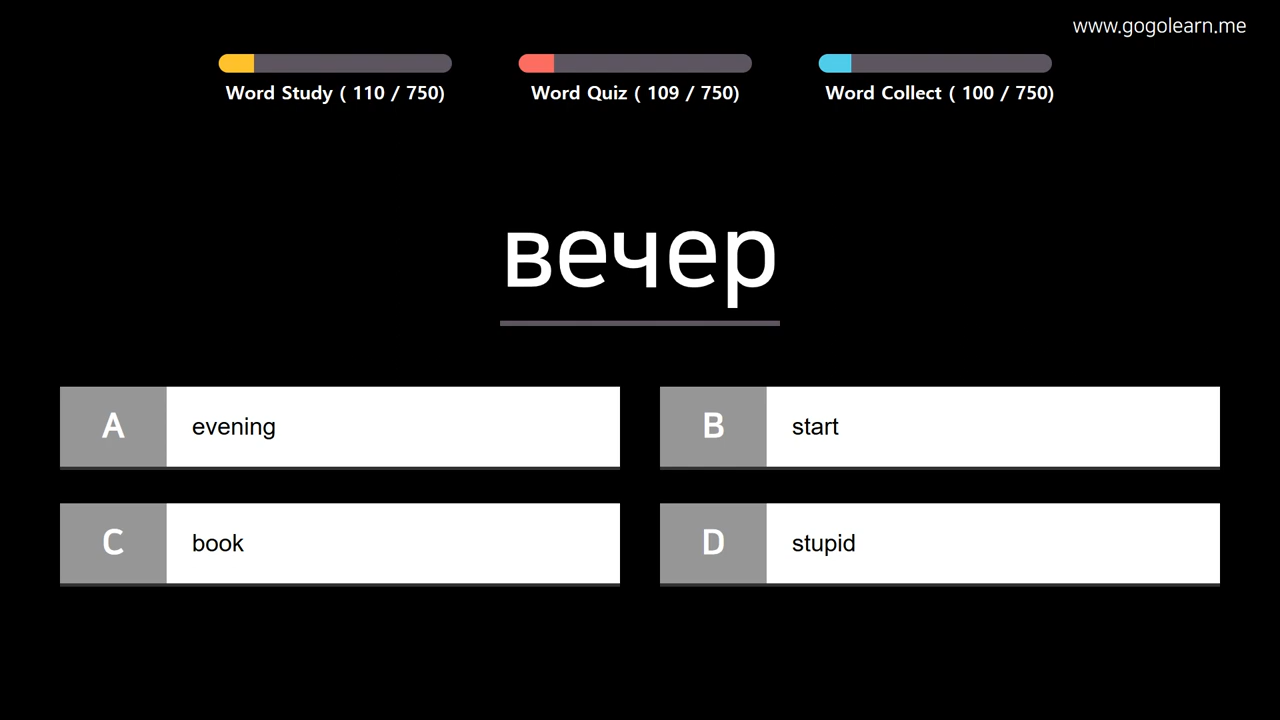 www.gogolearn.me
Word Study ( 110 / 750)
Word Quiz ( 109 / 750)
Word Collect ( 100 / 750)
вечер
A evening
B start
C book
D stupid